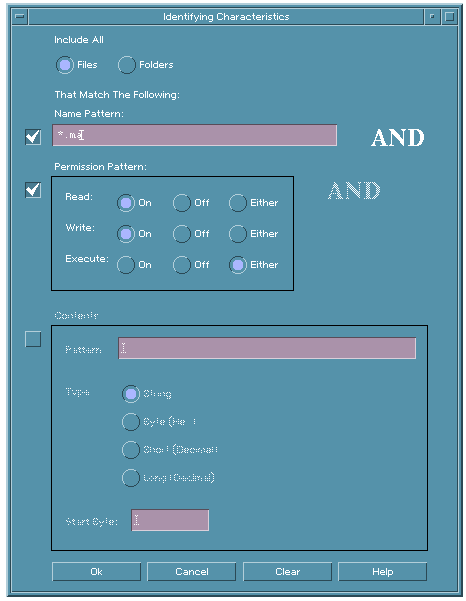 Identifying Characteristics
Include All
Files Folders
That Match The Following:
Name Pattern:
*.ma AND
Permission Pattern:
AND
Read: On Off Either
Write: On Off Either
Execute: On Off Either
Contents
Pattern
Type String
Byte (Hex)
Short (Decimal)
Long (Decimal)
Start Byte:
Ok Cancel Clear Help